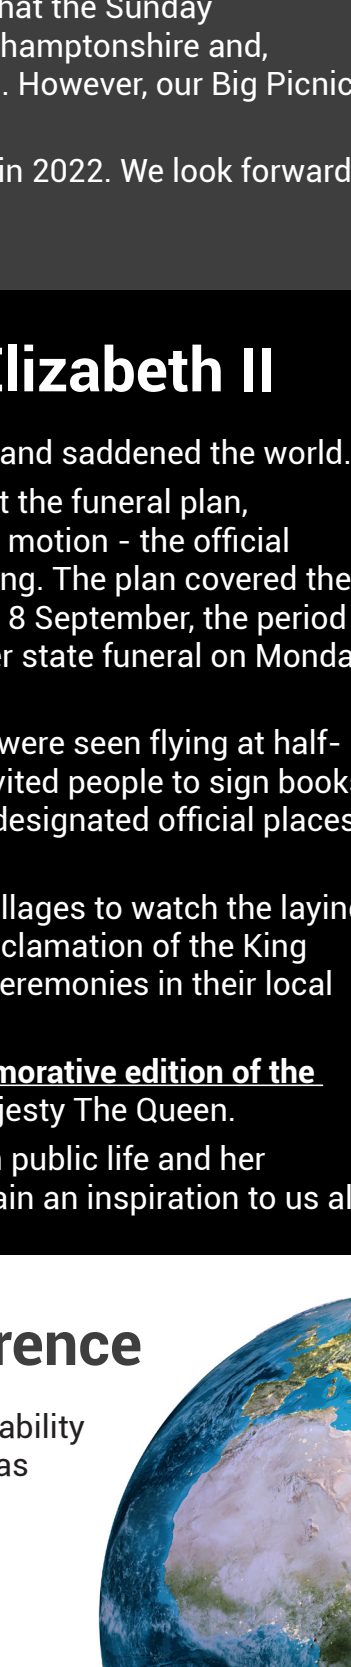 hat the Sunday
hamptonshire and,
. However, our Big Picnic
in 2022. We look forward
Elizabeth II
and saddened the world.
t the funeral plan,
motion - the official
ng. The plan covered the
8 September, the period
er state funeral on Monda
were seen flying at half-
vited people to sign books
designated official places
llages to watch the laying
clamation of the King
eremonies in their local
morative edition of the
jesty The Queen.
n public life and her
ain an inspiration to us al
rence
ability
as